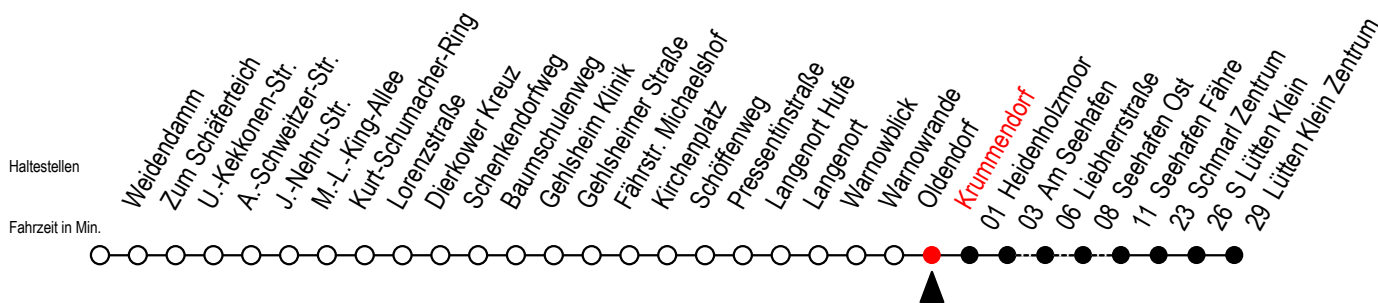 Haltestellen
Fahrzeit in Min.
Weidendamm
Zum Schäferteich
U.-Kekkonen-Str.
A.-Schweitzer-Str.
J.-Nehru-Str.
M.-L.-King-Allee
Kurt-Schumacher-Ring
Lorenzstraße
Dierkower Kreuz
Schenkendorfweg
Baumschulenweg
Gehlsheim Klinik
Gehlsheimer Straße
Fährstr. Michaelshof
Kirchenplatz
Schöffenweg
Pressentinstraße
Langenort Hufe
Langenort
Warnowblick
Warnowrande
Oldendorf
Krummendorf
01 Heidenholzmoor
03 Am Seehafen
06 Liebnerstraße
08 Seehafen Ost
11 Seehafen Fähre
23 Schmarl Zentrum
26 S Lütten Klein
29 Lütten Klein Zentrum